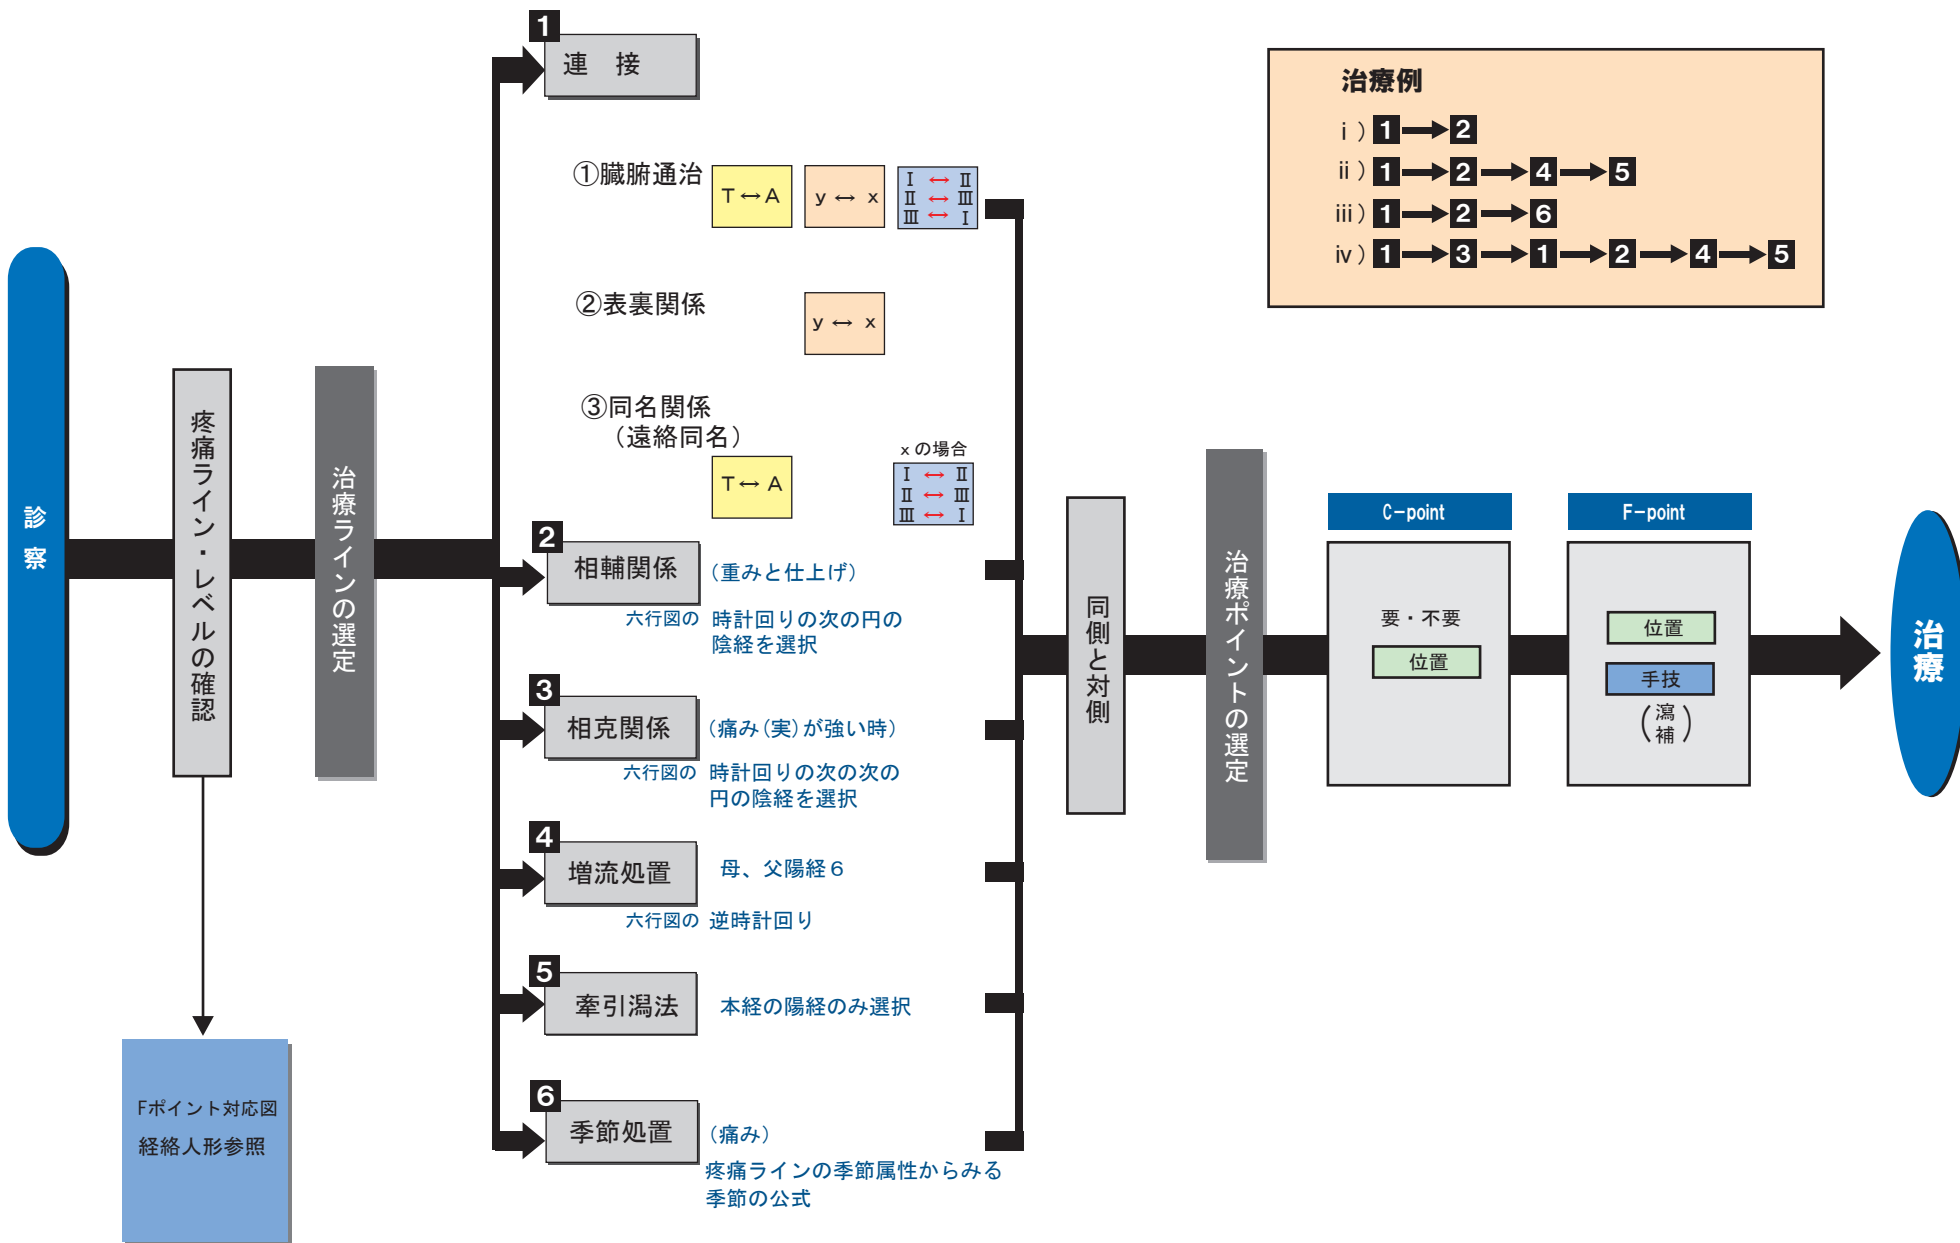 診察
疼痛ライン・レベルの確認
Fポイント対応図
経絡人形参照
治療ラインの選定
1
連　接
①臓腑通治
T↔A
y ↔ x
Ⅰ ↔ Ⅱ
Ⅱ ↔ Ⅲ
Ⅲ ↔ Ⅰ
②表裏関係
y ↔ x
③同名関係
（遠絡同名）
T↔ A
x の場合
Ⅰ ↔ Ⅱ
Ⅱ ↔ Ⅲ
Ⅲ ↔ Ⅰ
2
相輔関係
（重みと仕上げ）
六行図の 時計回りの次の円の
陰経を選択
3
相克関係
（痛み(実)が強い時）
六行図の 時計回りの次の次の
円の陰経を選択
4
増流処置
母、父陽経６
六行図の 逆時計回り
5
牽引潟法
本経の陽経のみ選択
6
季節処置
（痛み）
疼痛ラインの季節属性からみる
季節の公式
同側と対側
治療ポイントの選定
C−point
要・不要
位置
F−point
位置
手技
（瀉
補）
治療
治療例
ⅰ）1→2
ⅱ）1→2→4→5
ⅲ）1→2→6
ⅳ）1→3→1→2→4→5